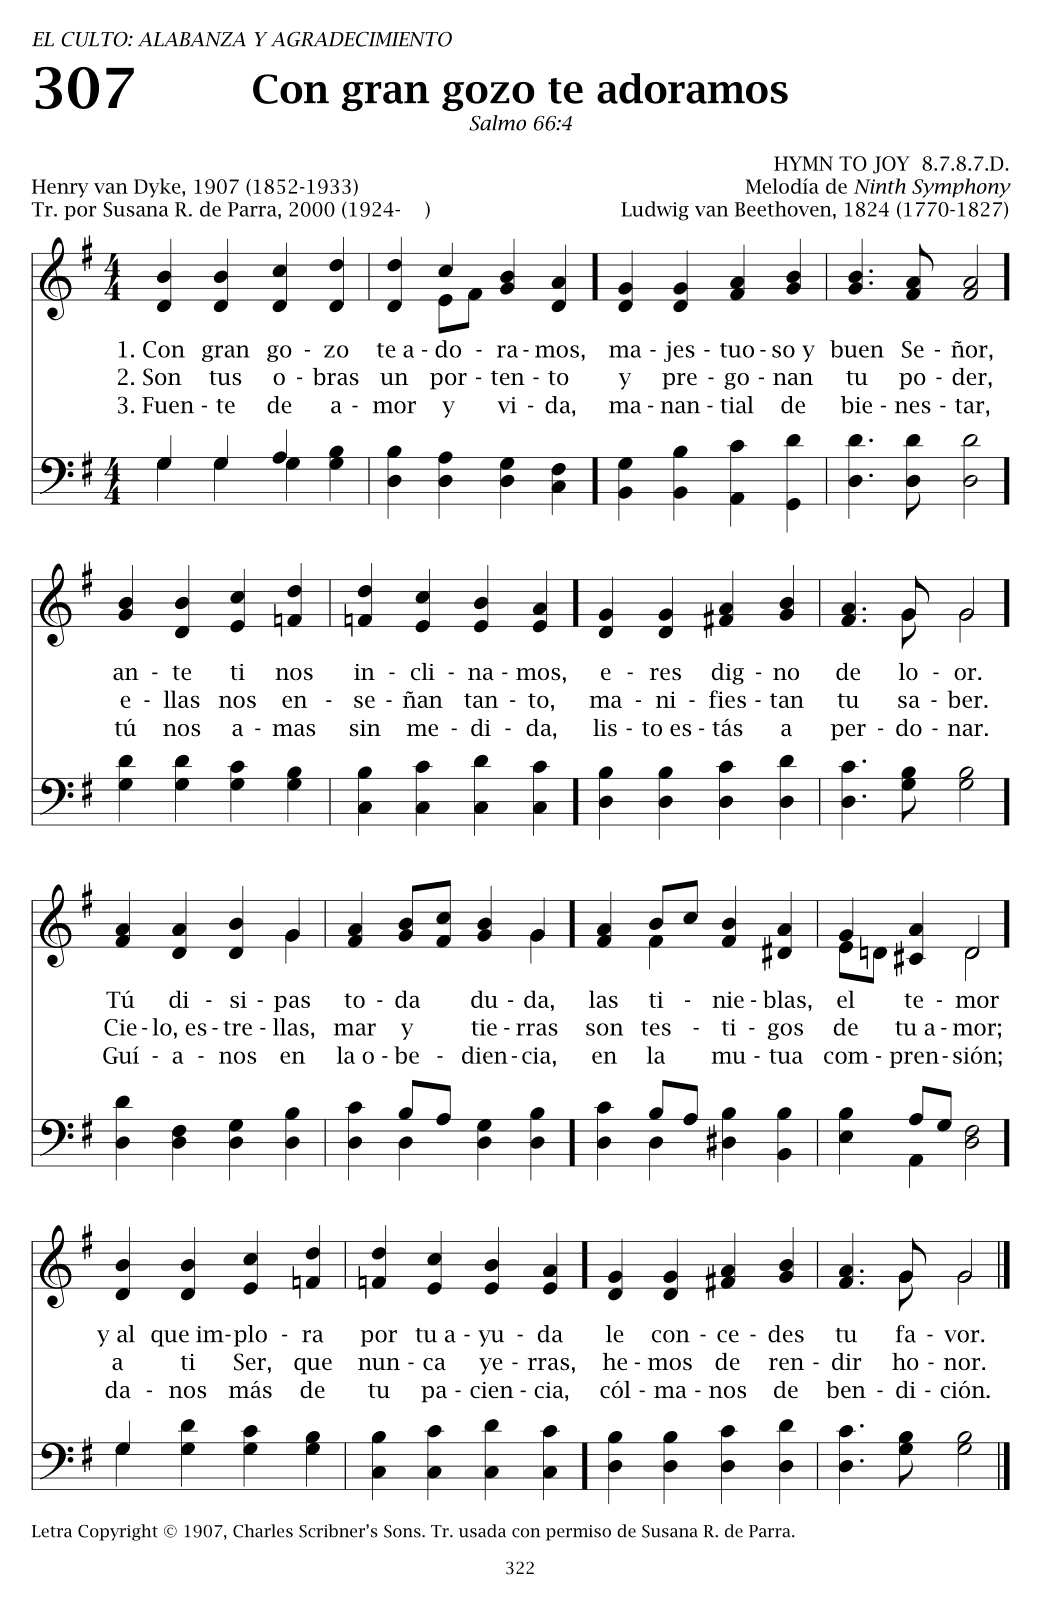 EL CULTO: ALABANZA Y AGRADECIMIENTO
307 Con gran gozo te adoramos
Salmo 66:4
HYMN TO JOY 8.7.8.7.D.
Henry van Dyke, 1907 (1852-1933) Melodía de Ninth Symphony
Tr. por Susana R. de Parra, 2000 (1924- ) Ludwig van Beethoven, 1824 (1770-1827)
1. Con gran go - zo te a - do - ra - mos, ma - jes - tuo - so y buen Se - ñor,
2. Son tus o - bras un por - ten - to y pre - go - nan tu po - der,
3. Fuen - te de a - mor y vi - da, ma - nan - tial de bie - nes - tar,
an - te ti nos in - cli - na - mos, e - res dig - no de lo - or.
e - llas nos en - se - ñan tan - to, ma - ni - fies - tan tu sa - ber.
tú nos a - mas sin me - di - da, lis - to es - tás a per - do - nar.
Tú di - si - pas to - da du - da, las ti - nie - blas, el te - mor
Cie - lo, es - tre - llas, mar y tie - rras son tes - ti - gos de tu a - mor;
Guí - a - nos en la o - be - dien - cia, en la mu - tua com - pren - sión;
y al que im - plo - ra por tu a - yu - da le con - ce - des tu fa - vor.
a ti Ser, que nun - ca ye - rras, he - mos de ren - dir ho - nor.
da - nos más de tu pa - cien - cia, cól - ma - nos de ben - di - ción.
Letra Copyright © 1907, Charles Scribner's Sons. Tr. usada con permiso de Susana R. de Parra.
322